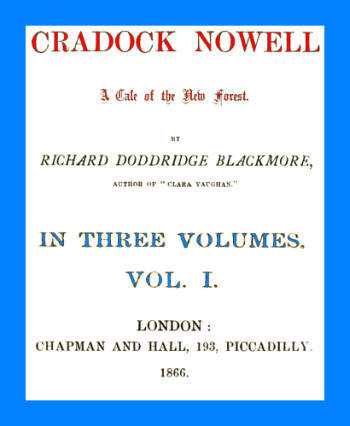 CRADOCK NOWELL
A Tale of the New Forest.
BY
RICHARD DODDRIDGE BLACKMORE,
AUTHOR OF "CLARA VAUGHAN."
IN THREE VOLUMES.
VOL. I.
LONDON:
CHAPMAN AND HALL, 193, PICCADILLY.
1866.